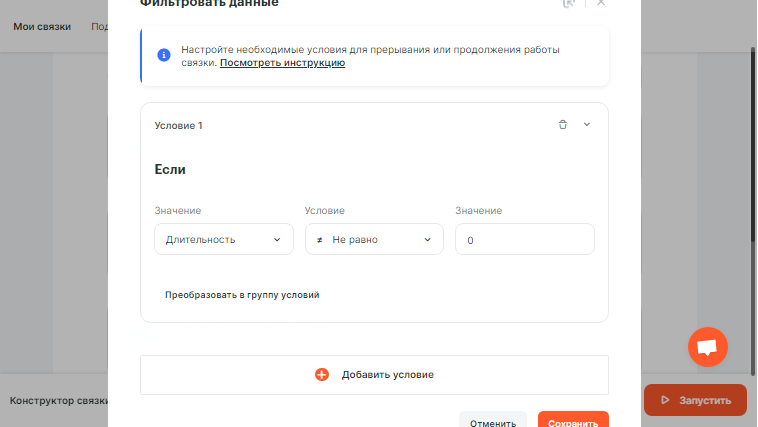 Фильтровать данные
Мои связки
Под
Настройте необходимые условия для прерывания или продолжения работы
связки. Посмотреть инструкцию
Условие 1
Если
Значение Условие Значение
Длительность ≠ Не равно 0
Преобразовать в группу условий
Добавить условие
Конструктор связки
Запустить
Отменить Сохранить